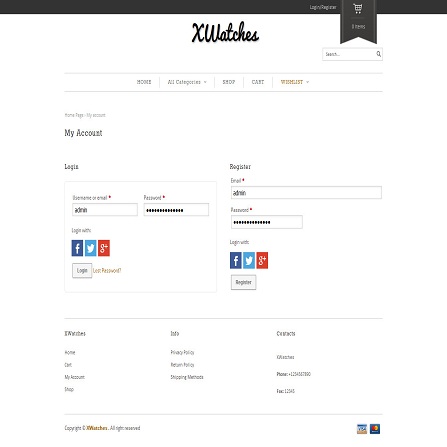 Login/Register
0 Items
XWatches
Search...
HOME All Categories SHOP CART WISHLIST
Home Page / My account
My Account
Login
Username or email *
Password *
admin
••••••••••••••
Login with:
Login
Lost Password?
Register
Email *
admin
Password *
••••••••••••••
Login with:
Register
XWatches
Home
Cart
My Account
Shop
Info
Privacy Policy
Return Policy
Shipping Methods
Contacts
XWatches
Phone: +1234567890
Fax: 12345
Copyright © XWatches. All right reserved
VISA